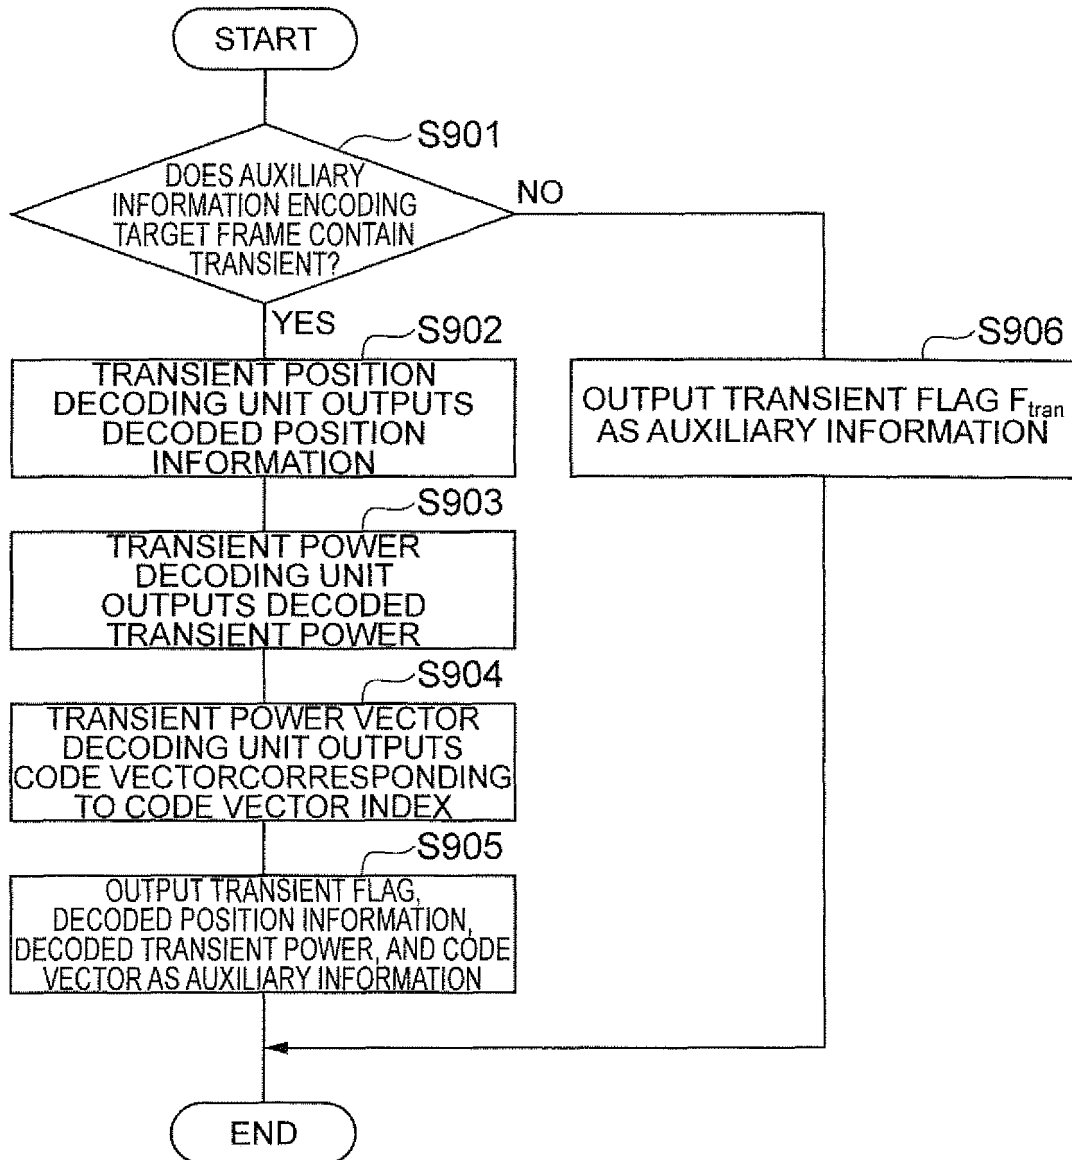 START
S901
DOES AUXILIARY
INFORMATION ENCODING
TARGET FRAME CONTAIN
TRANSIENT?
NO
YES
S902
TRANSIENT POSITION
DECODING UNIT OUTPUTS
DECODED POSITION
INFORMATION
S906
OUTPUT TRANSIENT FLAG Ftran
AS AUXILIARY INFORMATION
S903
TRANSIENT POWER
DECODING UNIT
OUTPUTS DECODED
TRANSIENT POWER
S904
TRANSIENT POWER VECTOR
DECODING UNIT OUTPUTS
CODE VECTORCORRESPONDING
TO CODE VECTOR INDEX
S905
OUTPUT TRANSIENT FLAG,
DECODED POSITION INFORMATION,
DECODED TRANSIENT POWER, AND CODE
VECTOR AS AUXILIARY INFORMATION
END